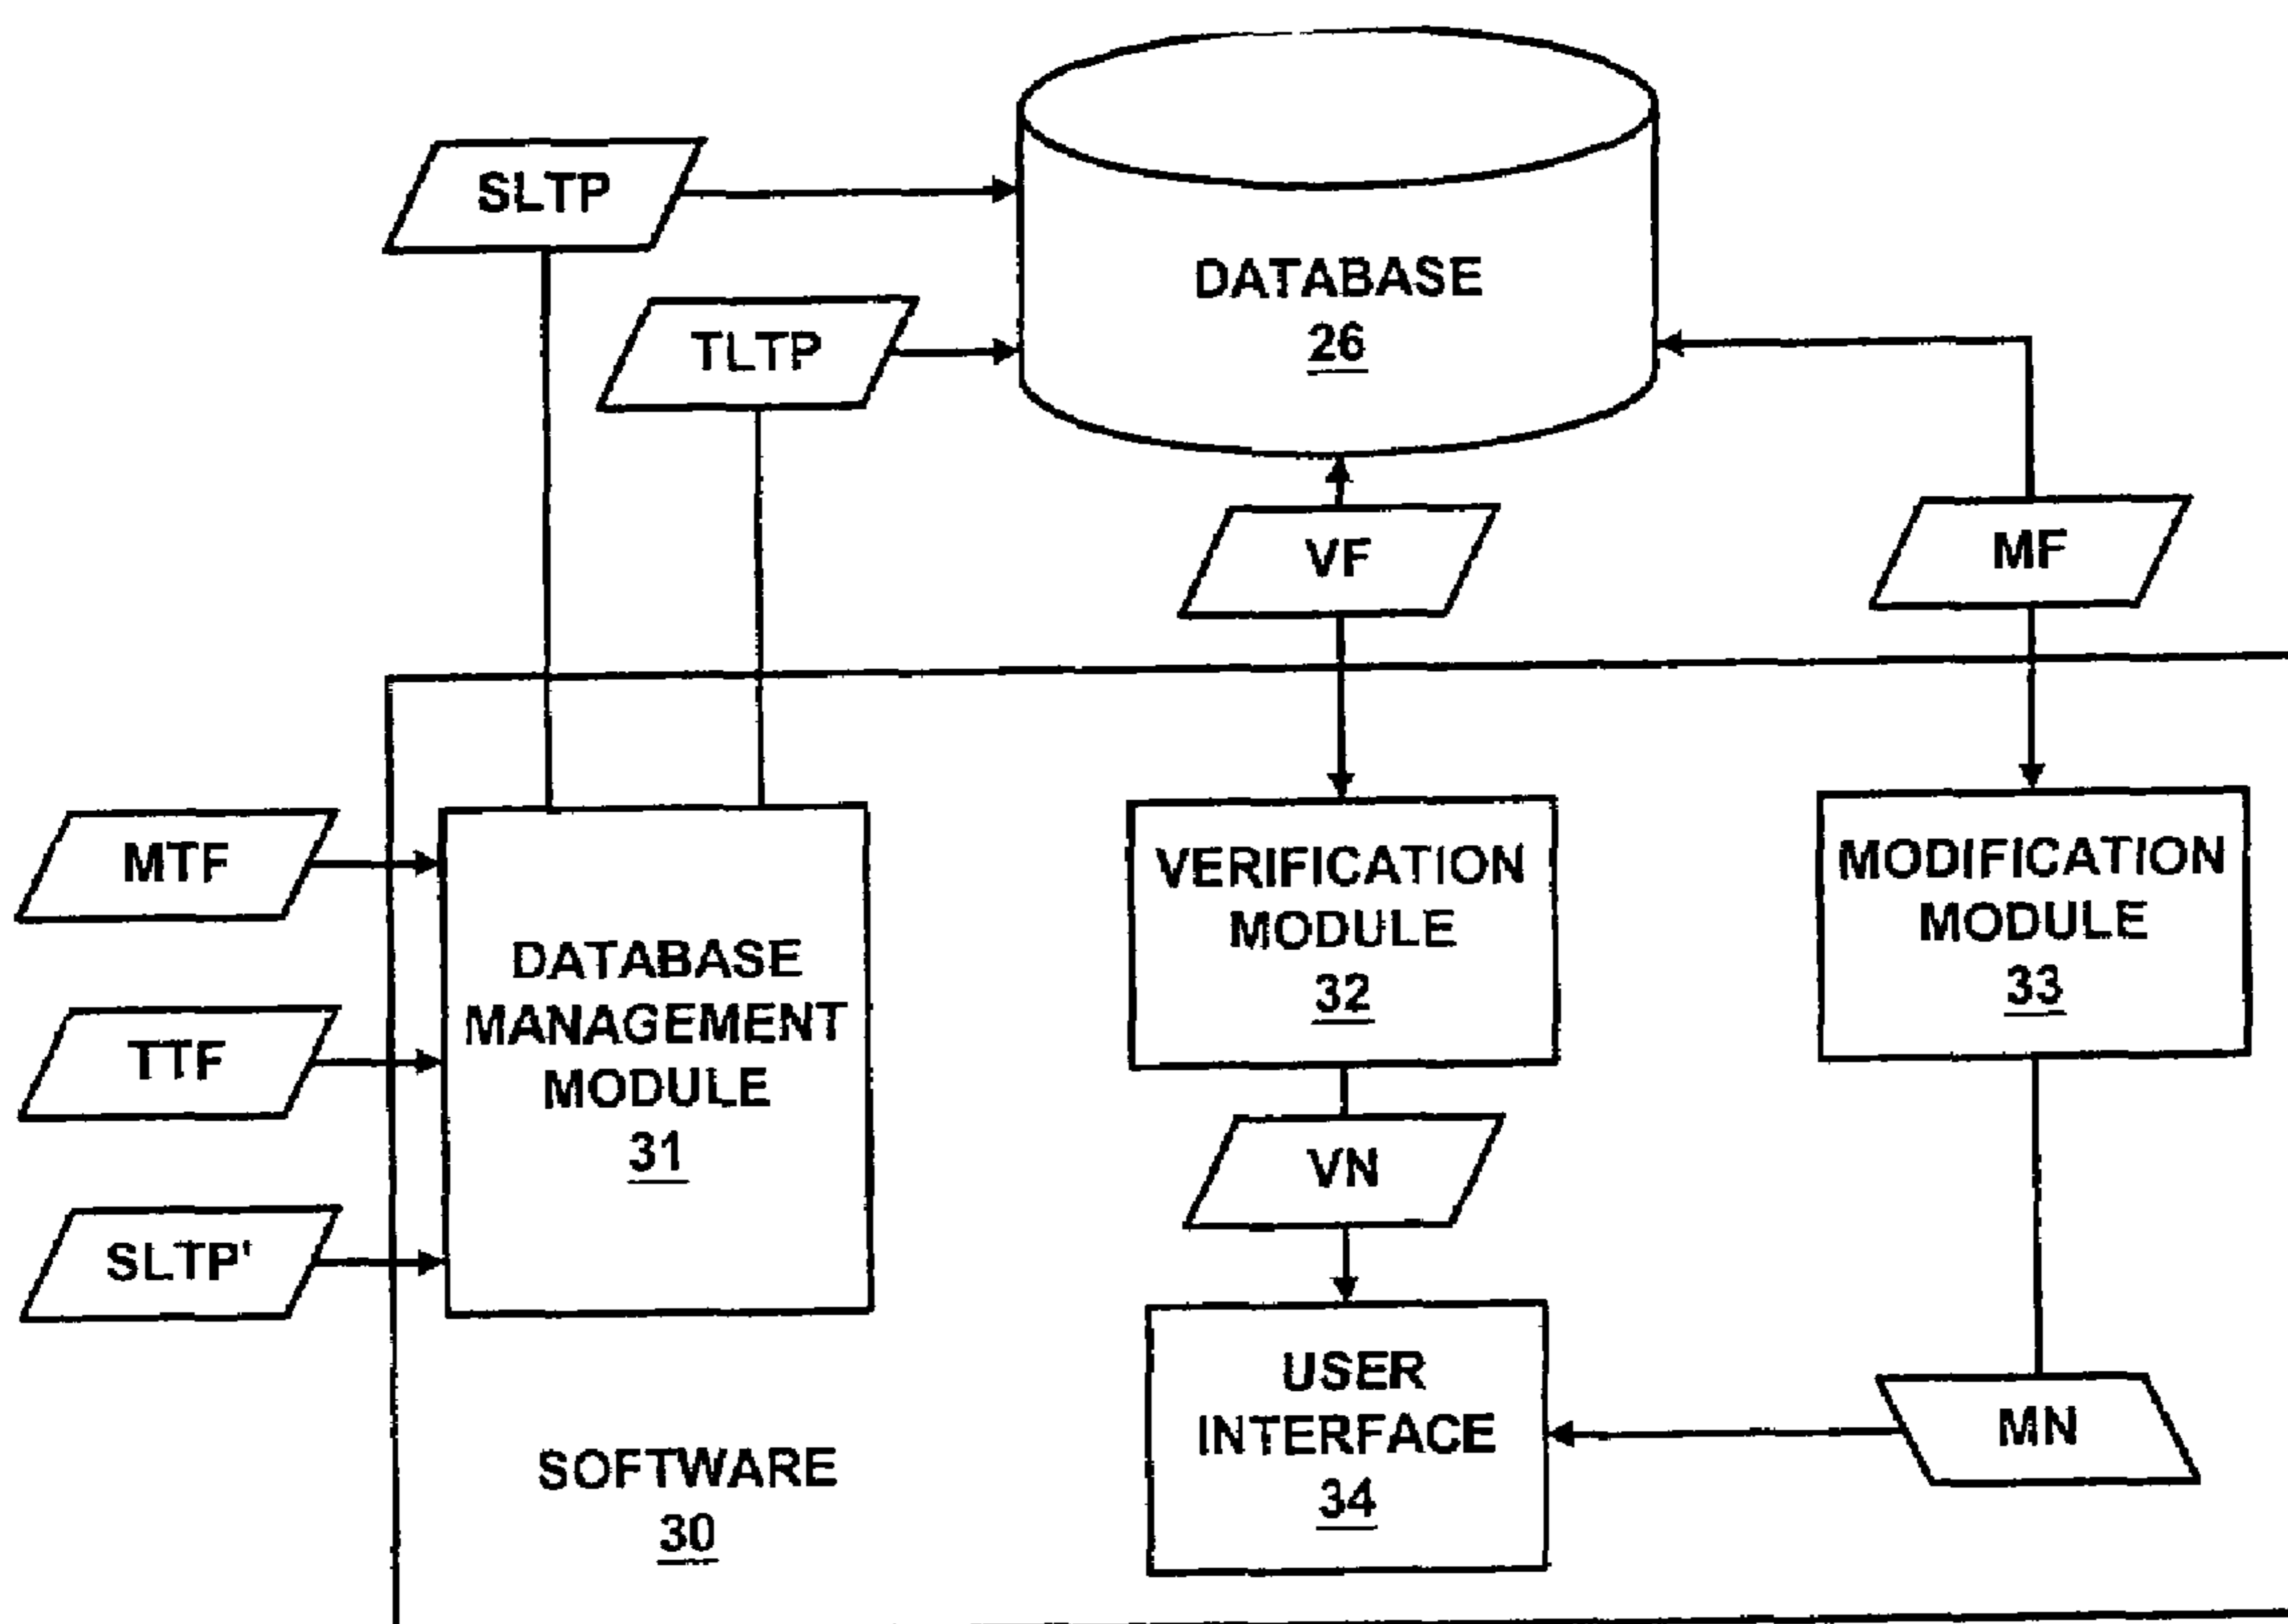 SLTP
DATABASE
26
TLTP
VF
MF
MTF
DATABASE
MANAGEMENT
MODULE
31
VERIFICATION
MODULE
32
MODIFICATION
MODULE
33
TTF
VN
SLTP'
USER
INTERFACE
34
MN
SOFTWARE
30